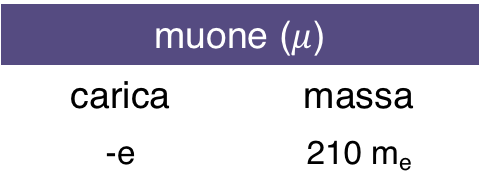 muone (μ)
carica massa
-e 210 mₑ